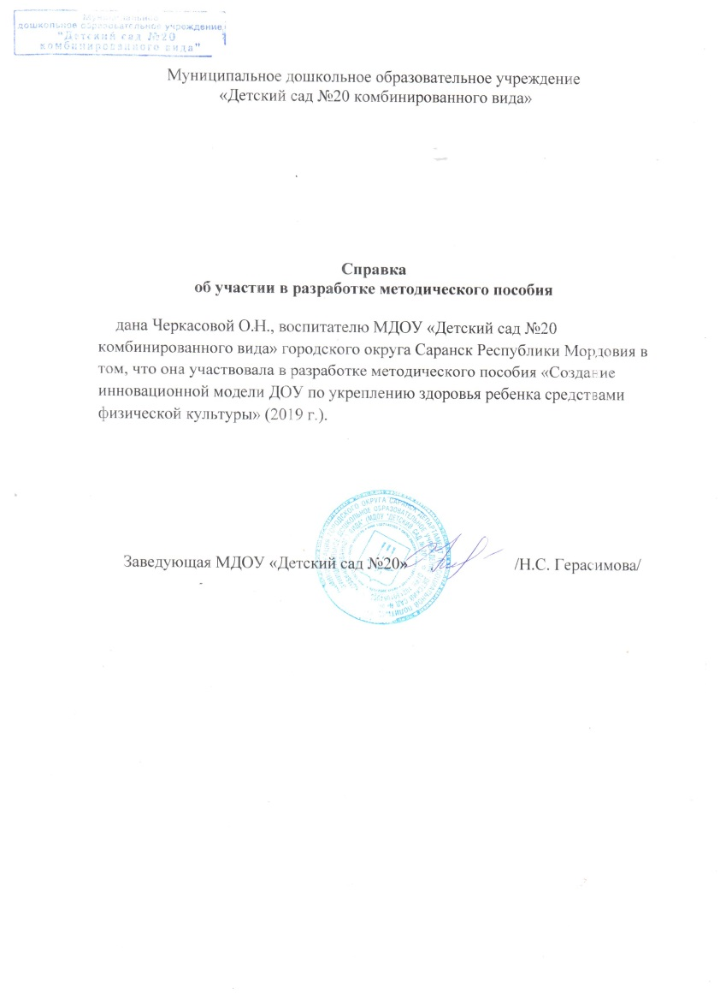 Муниципальное
дошкольное образовательное учреждение
"Детский сад №20
комбинированного вида"
Муниципальное дошкольное образовательное учреждение
«Детский сад №20 комбинированного вида»
Справка
об участии в разработке методического пособия
дана Черкасовой О.Н., воспитателю МДОУ «Детский сад №20
комбинированного вида» городского округа Саранск Республики Мордовия в
том, что она участвовала в разработке методического пособия «Создание
инновационной модели ДОУ по укреплению здоровья ребенка средствами
физической культуры» (2019 г.).
Заведующая МДОУ «Детский сад №20»
/Н.С. Герасимова/